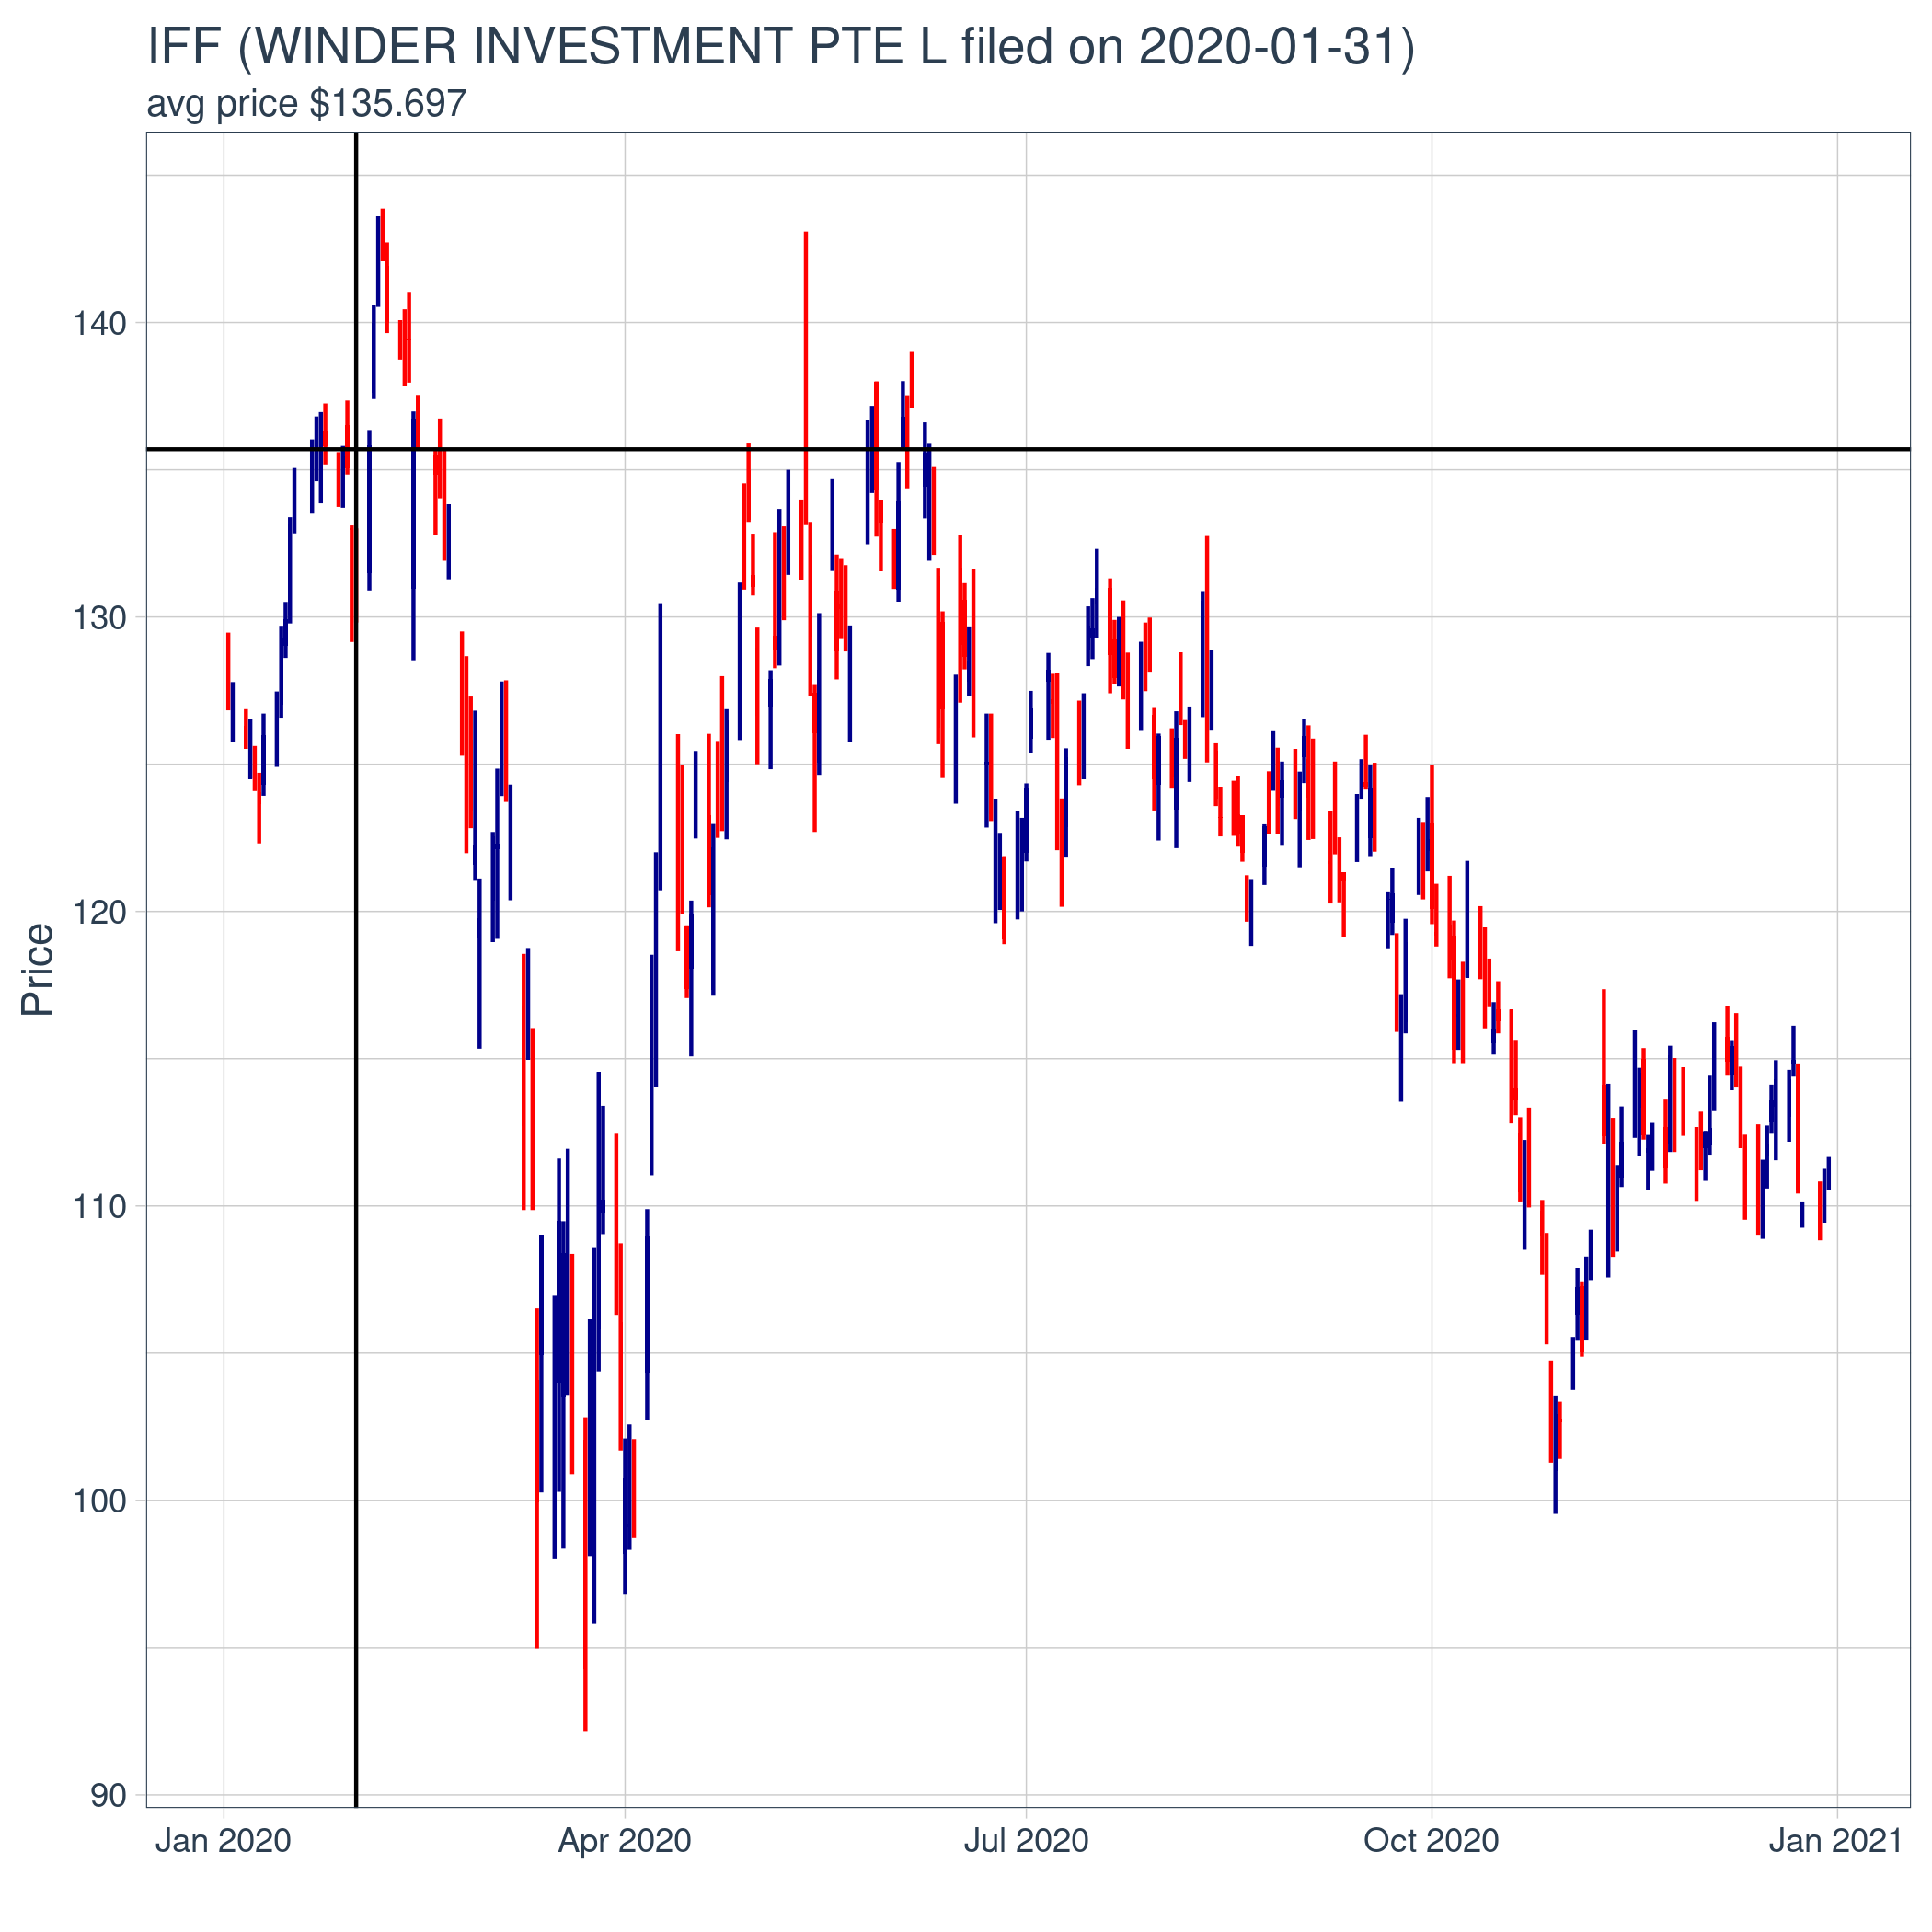 IFF (WINDER INVESTMENT PTE L filed on 2020-01-31)
avg price $135.697
Price
140
130
120
110
100
90
Jan 2020
Apr 2020
Jul 2020
Oct 2020
Jan 2021